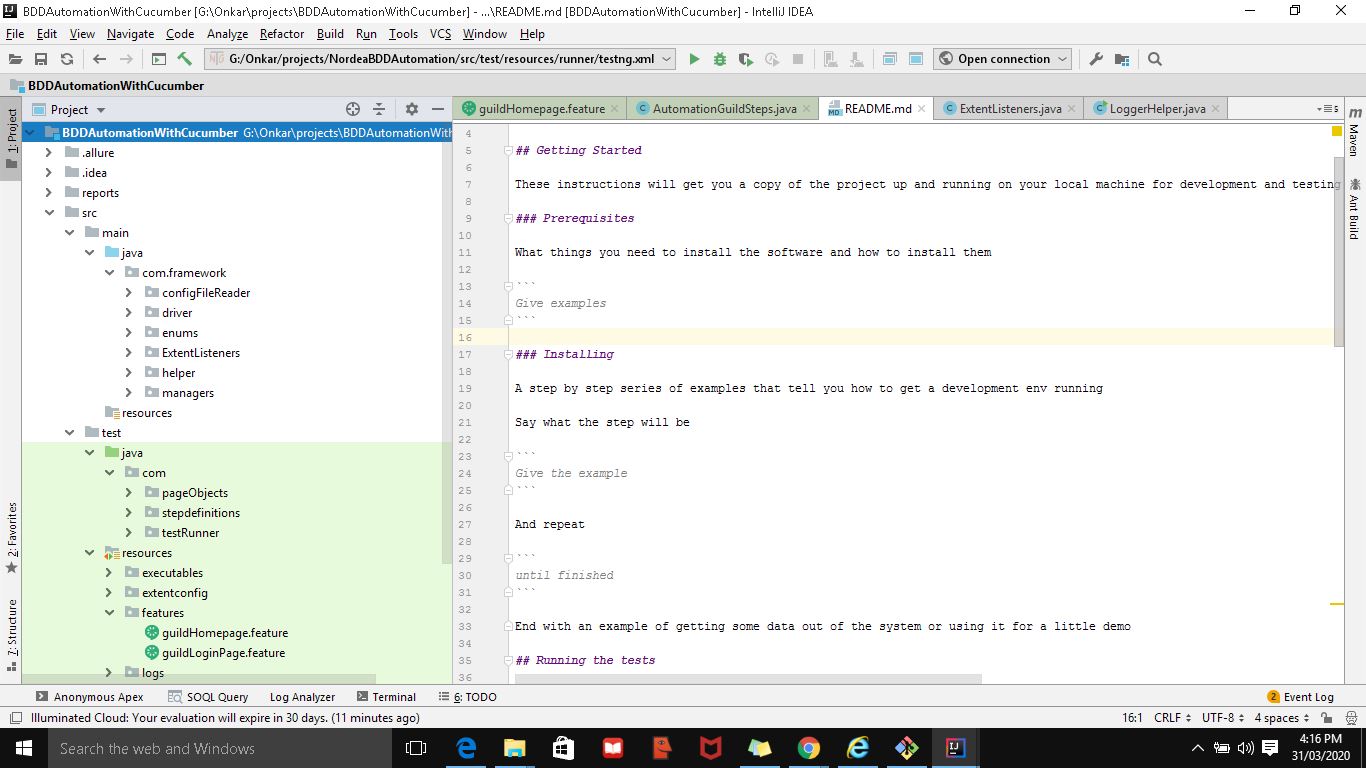 BDDAutomationWithCucumber [G:\Onkar\projects\BDDAutomationWithCucumber] - ...\README.md [BDDAutomationWithCucumber] - IntelliJ IDEA
File Edit View Navigate Code Analyze Refactor Build Run Tools VCS Window Help
G:/Onkar/projects/NordeaBDDAutomation/src/test/resources/runner/testng.xml
Open connection
BDDAutomationWithCucumber
1: Project
2: Favorites
Z: Structure
Project
BDDAutomationWithCucumber G:\Onkar\projects\BDDAutomationWith
.allure
.idea
reports
src
main
java
com.framework
configFileReader
driver
enums
ExtentListeners
helper
managers
resources
test
java
com
pageObjects
stepdefinitions
testRunner
resources
executables
extentconfig
features
guildHomepage.feature
guildLoginPage.feature
logs
guildHomepage.feature AutomationGuildSteps.java README.md ExtentListeners.java LoggerHelper.java
5
4
5 ## Getting Started
6
7 These instructions will get you a copy of the project up and running on your local machine for development and testing
8
9 ### Prerequisites
10
11 What things you need to install the software and how to install them
12
13 ```
14 Give examples
15 ```
16
17 ### Installing
18
19 A step by step series of examples that tell you how to get a development env running
20
21 Say what the step will be
22
23 ```
24 Give the example
25 ```
26
27 And repeat
28
29 ```
30 until finished
31 ```
32
33 End with an example of getting some data out of the system or using it for a little demo
34
35 ## Running the tests
36
m Maven
Ant Build
Anonymous Apex SOQL Query Log Analyzer Terminal 6: TODO
2 Event Log
Illuminated Cloud: Your evaluation will expire in 30 days. (11 minutes ago)
16:1 CRLF UTF-8 4 spaces
Search the web and Windows
4:16 PM
31/03/2020